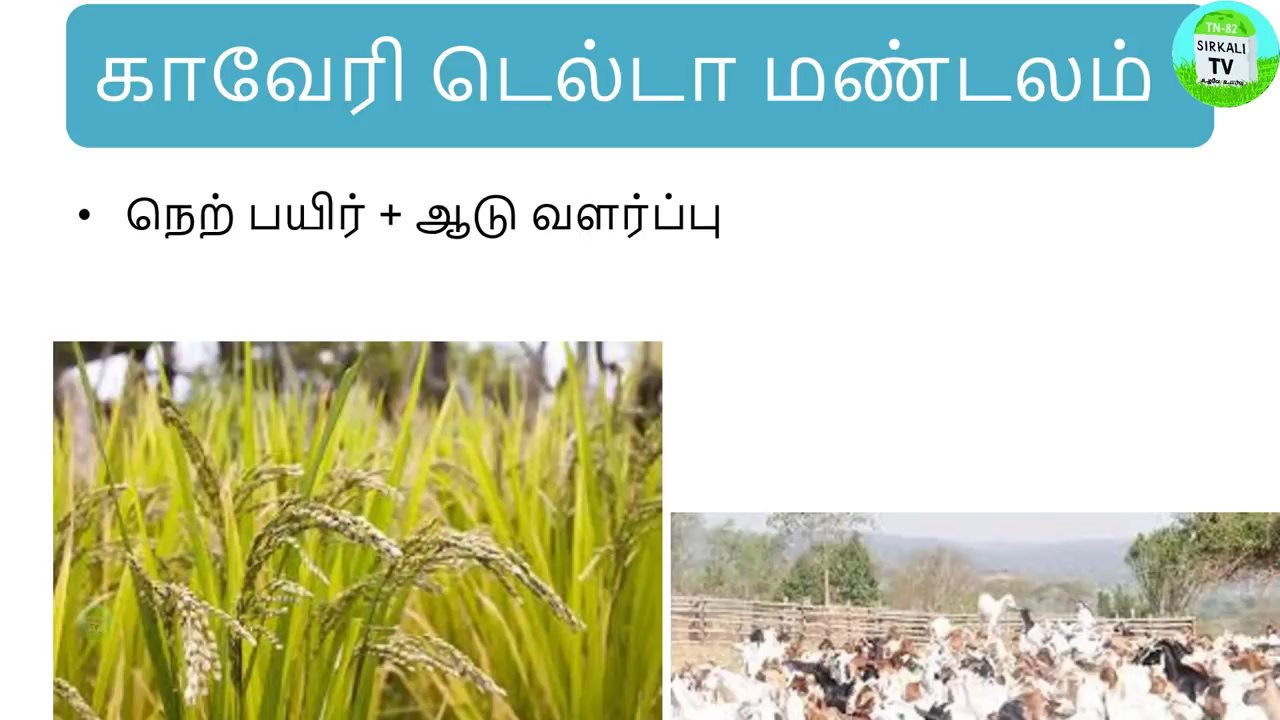 காவேரி டெல்டா மண்டலம்
TN-82
SIRKALI
TV
• நெற் பயிர் + ஆடு வளர்ப்பு